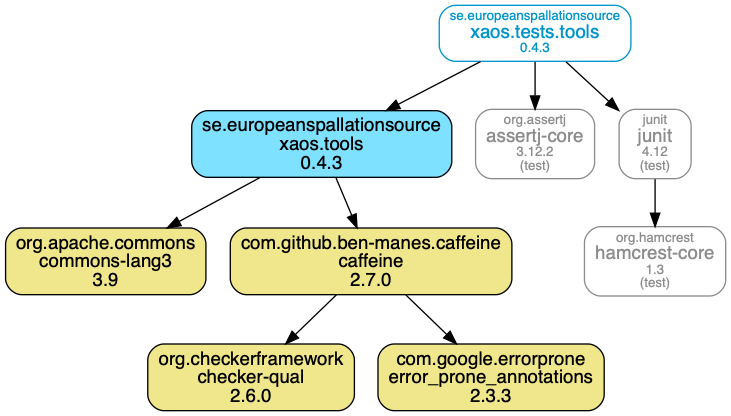 se.europeanspallationsource
xaos.tests.tools
0.4.3
se.europeanspallationsource
xaos.tools
0.4.3
org.assertj
assertj-core
3.12.2
(test)
junit
junit
4.12
(test)
org.apache.commons
commons-lang3
3.9
com.github.ben-manes.caffeine
caffeine
2.7.0
org.hamcrest
hamcrest-core
1.3
(test)
org.checkerframework
checker-qual
2.6.0
com.google.errorprone
error_prone_annotations
2.3.3